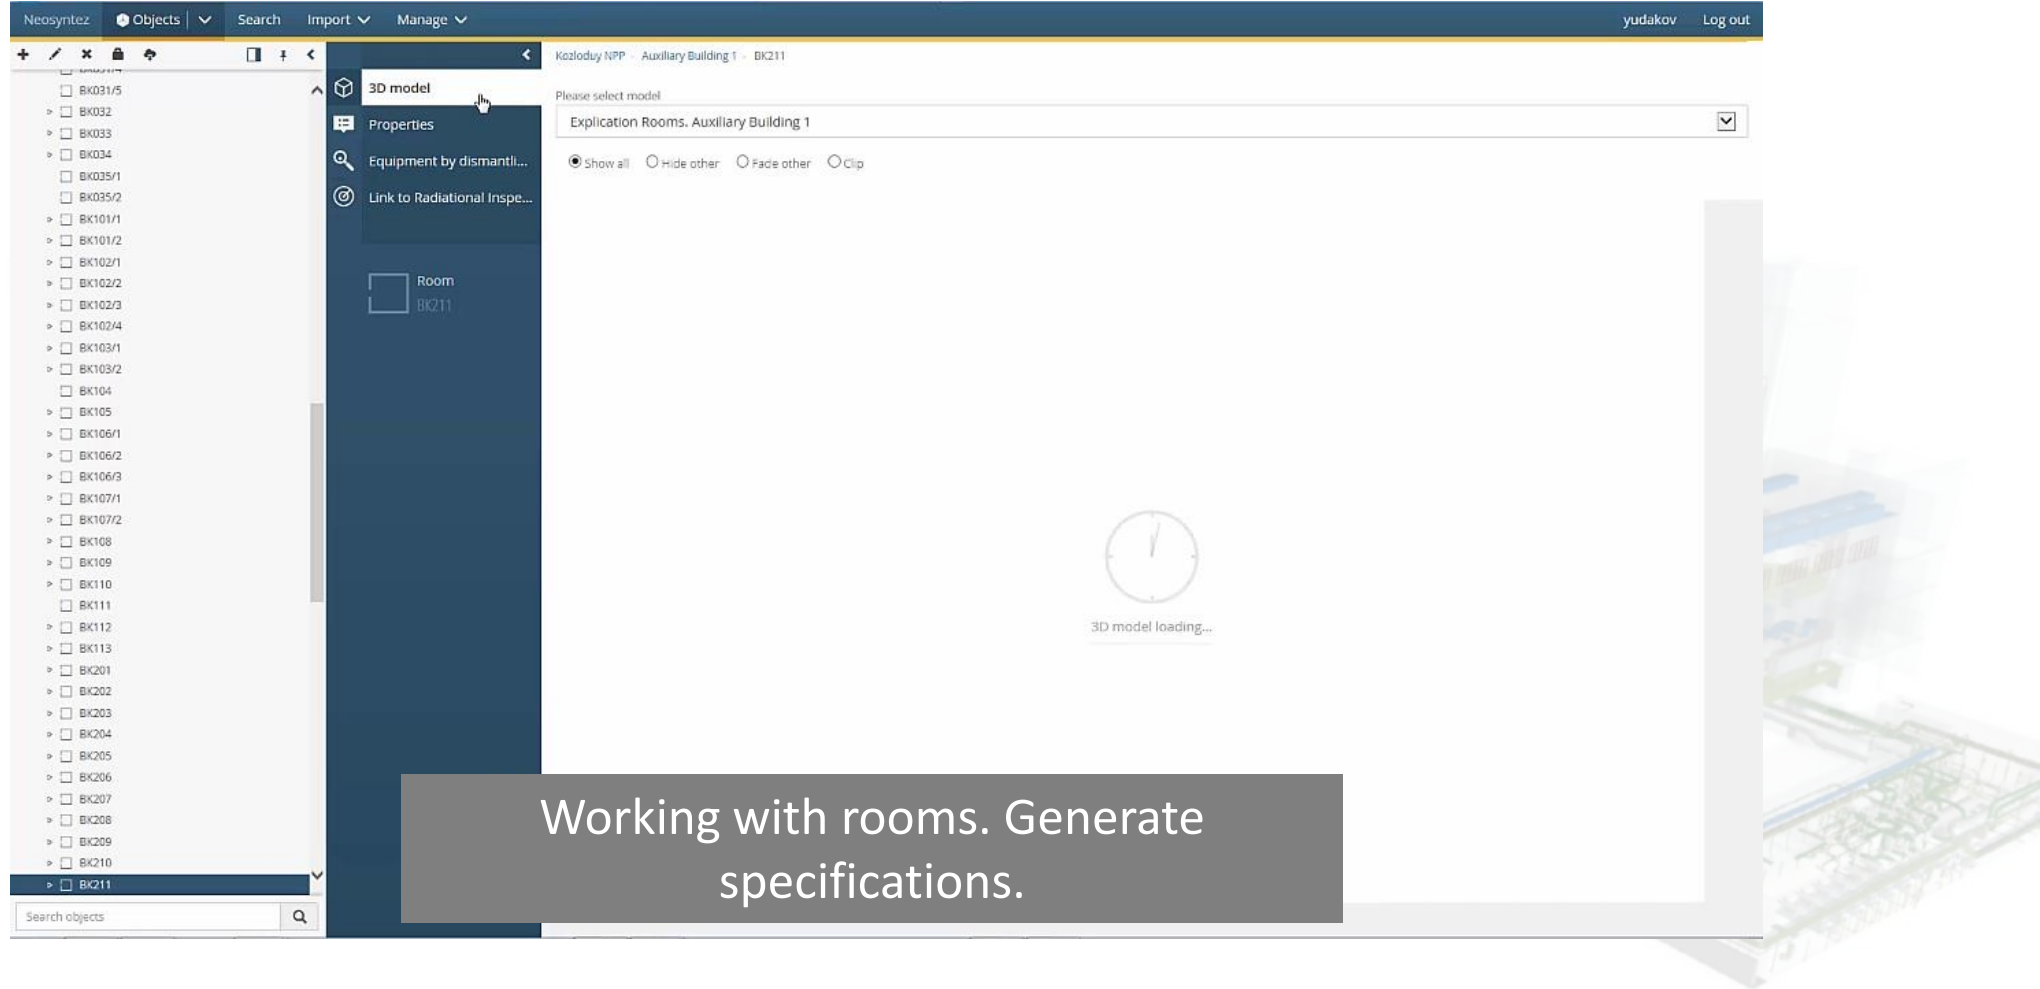 Neosyntez Objects Search Import Manage yudakov Log out
Kozloduy NPP - Auxiliary Building 1 - BK211
BK031/4
BK031/5
BK032
BK033
BK034
BK035/1
BK035/2
BK101/1
BK101/2
BK102/1
BK102/2
BK102/3
BK102/4
BK103/1
BK103/2
BK104
BK105
BK106/1
BK106/2
BK106/3
BK107/1
BK107/2
BK108
BK109
BK110
BK111
BK112
BK113
BK201
BK202
BK203
BK204
BK205
BK206
BK207
BK208
BK209
BK210
BK211
Search objects
3D model
Properties
Equipment by dismantli...
Link to Radiational Inspe...
Room
BK211
Please select model
Explication Rooms. Auxiliary Building 1
Show all Hide other Fade other Clip
3D model loading...
Working with rooms. Generate
specifications.